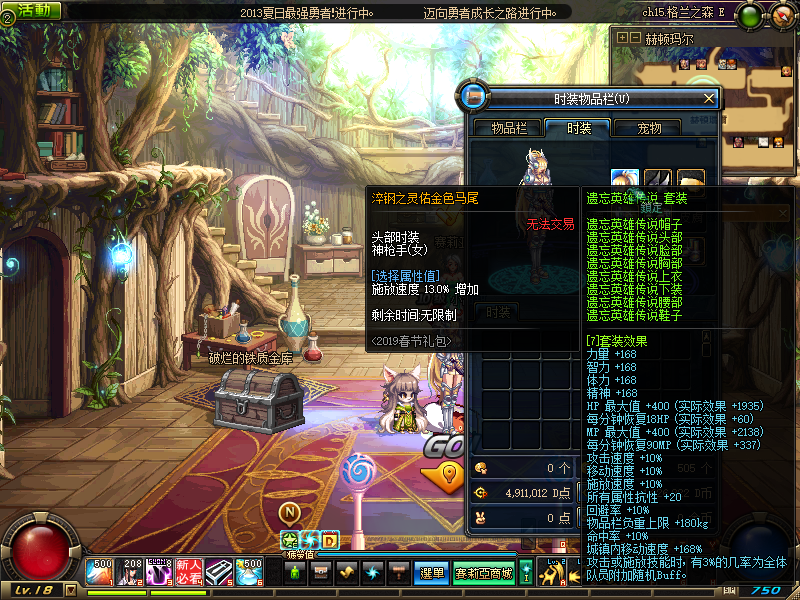 活動
②
2013夏日最强勇者!进行中。
迈向勇者成长之路进行中。
ch15.格兰之森 E
赫顿玛尔
时装物品栏(U)
物品栏
时装
宠物
淬钢之灵佑金色马尾
无法交易
头部时装
神枪手(女)
[选择属性值]
施放速度 13.0% 增加
剩余时间:无限制
<2019春节礼包>
遗忘英雄传说 套装
遗忘英雄传说帽子
遗忘英雄传说头部
遗忘英雄传说脸部
遗忘英雄传说胸部
遗忘英雄传说上衣
遗忘英雄传说下装
遗忘英雄传说腰部
遗忘英雄传说鞋子
[7]套装效果
力量 +168
智力 +168
体力 +168
精神 +168
HP 最大值 +400 (实际效果 +1935)
每分钟恢复18HP (实际效果 +60)
MP 最大值 +400 (实际效果 +2138)
每分钟恢复90MP (实际效果 +337)
攻击速度 +10%
移动速度 +10%
施放速度 +10%
所有属性抗性 +20
回避率 +10%
物品栏负重上限 +180kg
命中率 +10%
城镇内移动速度 +168%
攻击或施放技能时,有3%的几率为全体
队员附加随机Buff。
时装
破烂的铁质金库
GO
0 个
4,911,012 D点
0 点
N
D
疲劳值
500
208
新人必看
500
選單
赛莉亞商城
Lv.18
750